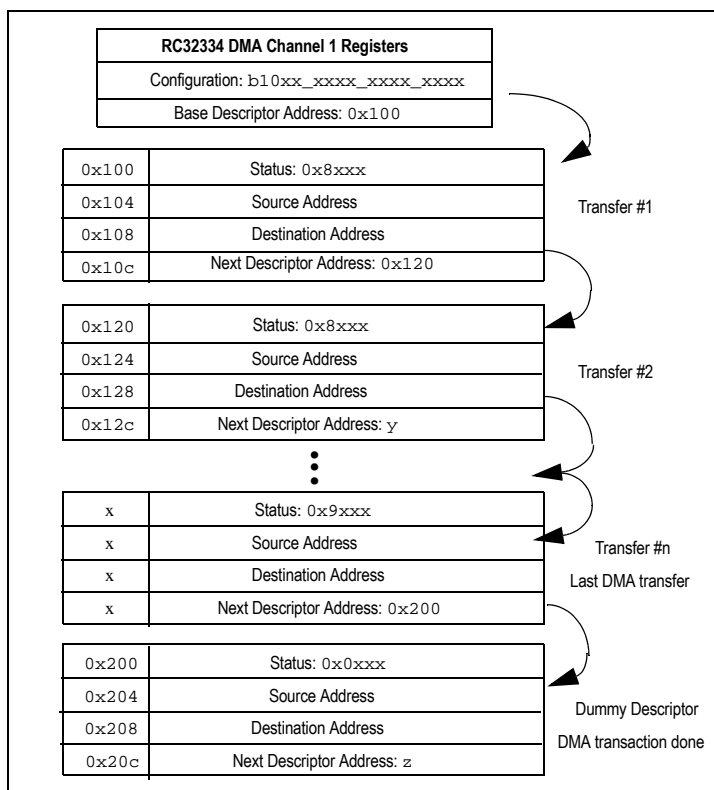 RC32334 DMA Channel 1 Registers
Configuration: b10xx_xxxx_xxxx_xxxx
Base Descriptor Address: 0x100
0x100 Status: 0x8xxx
0x104 Source Address
0x108 Destination Address
0x10c Next Descriptor Address: 0x120
Transfer #1
0x120 Status: 0x8xxx
0x124 Source Address
0x128 Destination Address
0x12c Next Descriptor Address: y
Transfer #2
x Status: 0x9xxx
x Source Address
x Destination Address
x Next Descriptor Address: 0x200
Transfer #n
Last DMA transfer
0x200 Status: 0x0xxx
0x204 Source Address
0x208 Destination Address
0x20c Next Descriptor Address: z
Dummy Descriptor
DMA transaction done